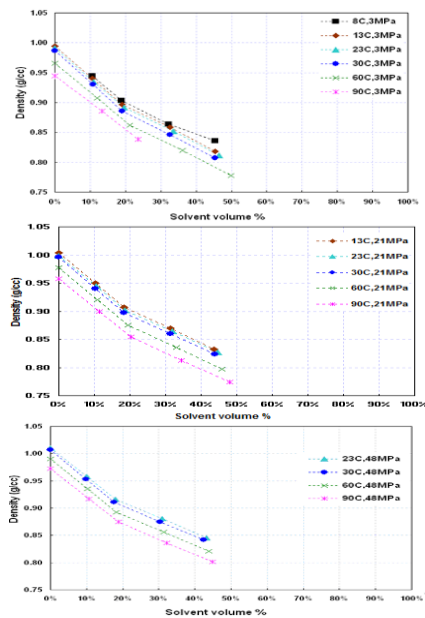 1.05
1.00
0.95
0.90
0.85
0.80
0.75
Density (g/cc)
8C,3MPa
13C,3MPa
23C,3MPa
30C,3MPa
60C,3MPa
90C,3MPa
0% 10% 20% 30% 40% 50% 60% 70% 80% 90% 100%
Solvent volume %
1.05
1.00
0.95
0.90
0.85
0.80
0.75
Density (g/cc)
13C,21MPa
23C,21MPa
30C,21MPa
60C,21MPa
90C,21MPa
0% 10% 20% 30% 40% 50% 60% 70% 80% 90% 100%
Solvent volume %
1.05
1.00
0.95
0.90
0.85
0.80
0.75
Density (g/cc)
23C,48MPa
30C,48MPa
60C,48MPa
90C,48MPa
0% 10% 20% 30% 40% 50% 60% 70% 80% 90% 100%
Solvent volume %